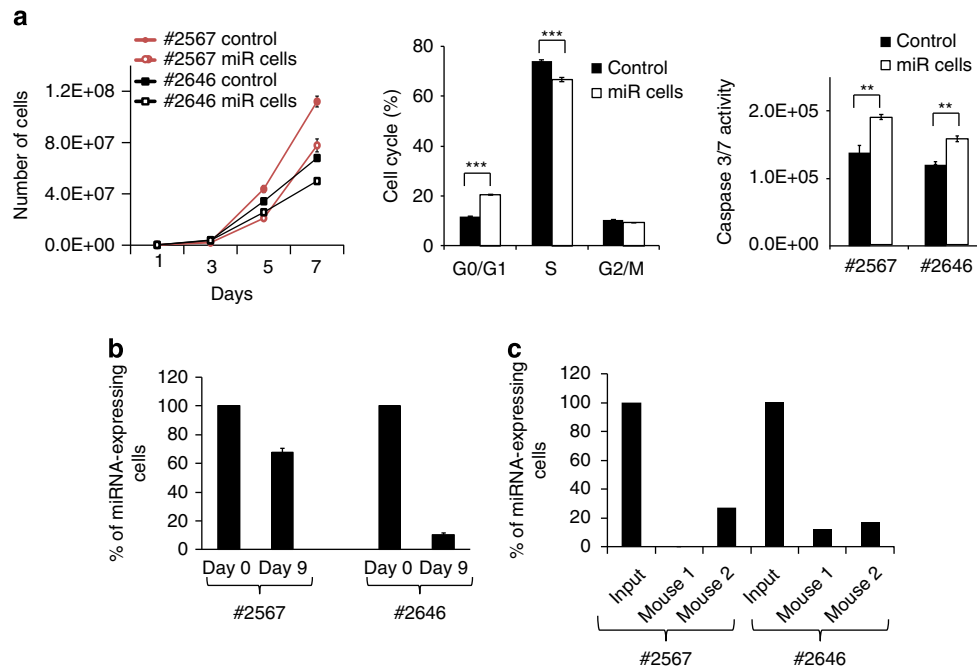 a
#2567 control
#2567 miR cells
#2646 control
#2646 miR cells
Number of cells
1.2E+08
8.0E+07
4.0E+07
0.0E+00
1 3 5 7
Days
Cell cycle (%)
80
60
40
20
0
***
***
Control
miR cells
G0/G1 S G2/M
Control
miR cells
Caspase 3/7 activity
2.0E+05
1.0E+05
0.0E+00
**
**
#2567 #2646
b
% of miRNA-expressing
cells
120
100
80
60
40
20
0
Day 0 Day 9 Day 0 Day 9
#2567 #2646
c
% of miRNA-expressing
cells
120
100
80
60
40
20
0
Input Mouse 1 Mouse 2 Input Mouse 1 Mouse 2
#2567 #2646